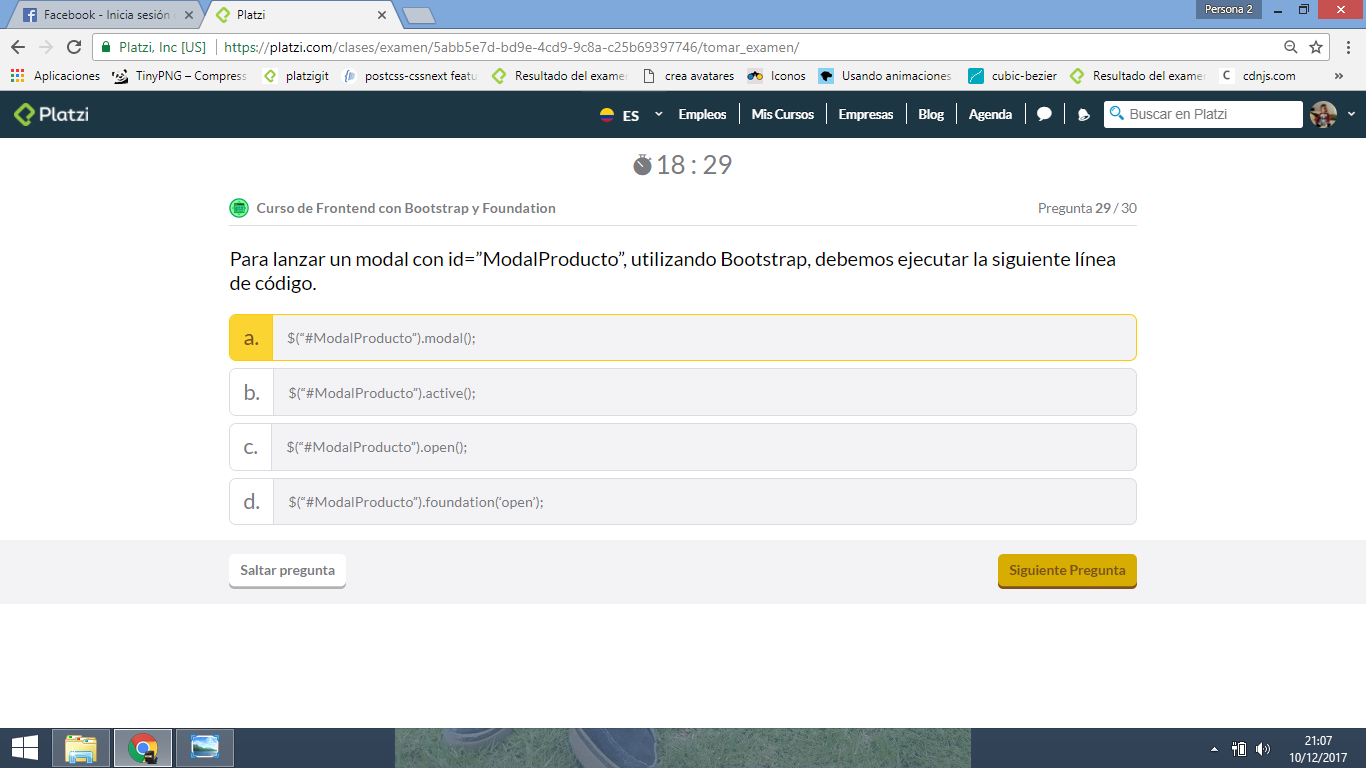 Facebook - Inicia sesión
Platzi
Persona 2
Platzi, Inc [US]
https://platzi.com/clases/examen/5abb5e7d-bd9e-4cd9-9c8a-c25b69397746/tomar_examen/
Aplicaciones
TinyPNG – Compress
platzigit
postcss-cssnext featu
Resultado del exame
crea avatares
Iconos
Usando animaciones
cubic-bezier
Resultado del exame
C
cdnjs.com
»
Platzi
ES
Empleos
Mis Cursos
Empresas
Blog
Agenda
Buscar en Platzi
18 : 29
Curso de Frontend con Bootstrap y Foundation
Pregunta 29 / 30
Para lanzar un modal con id=”ModalProducto”, utilizando Bootstrap, debemos ejecutar la siguiente línea
de código.
a. $(“#ModalProducto”).modal();
b. $(“#ModalProducto”).active();
c. $(“#ModalProducto”).open();
d. $(“#ModalProducto”).foundation(‘open’);
Saltar pregunta
Siguiente Pregunta
21:07
10/12/2017